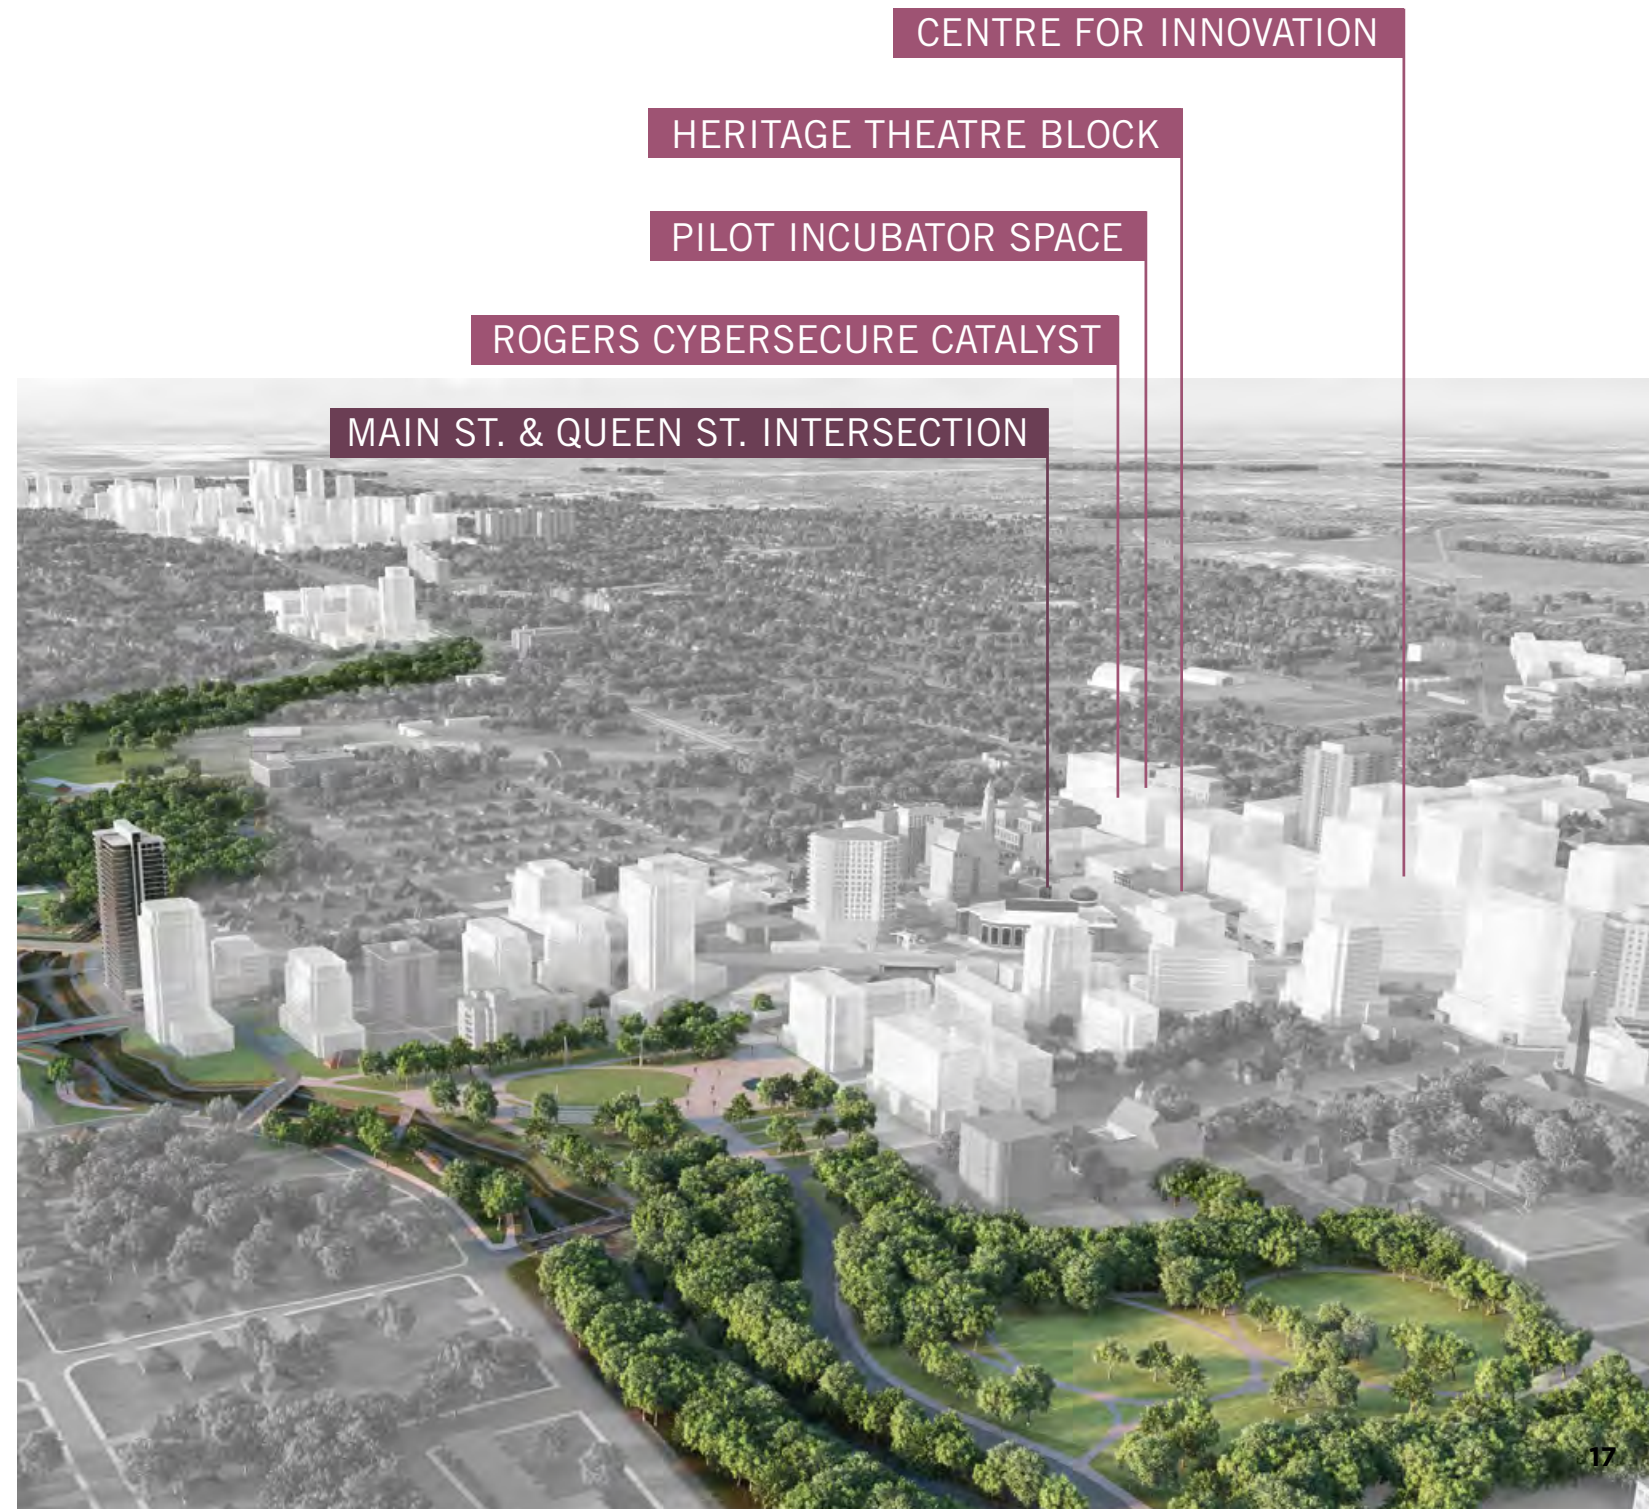 CENTRE FOR INNOVATION
HERITAGE THEATRE BLOCK
PILOT INCUBATOR SPACE
ROGERS CYBERSECURE CATALYST
MAIN ST. & QUEEN ST. INTERSECTION
17